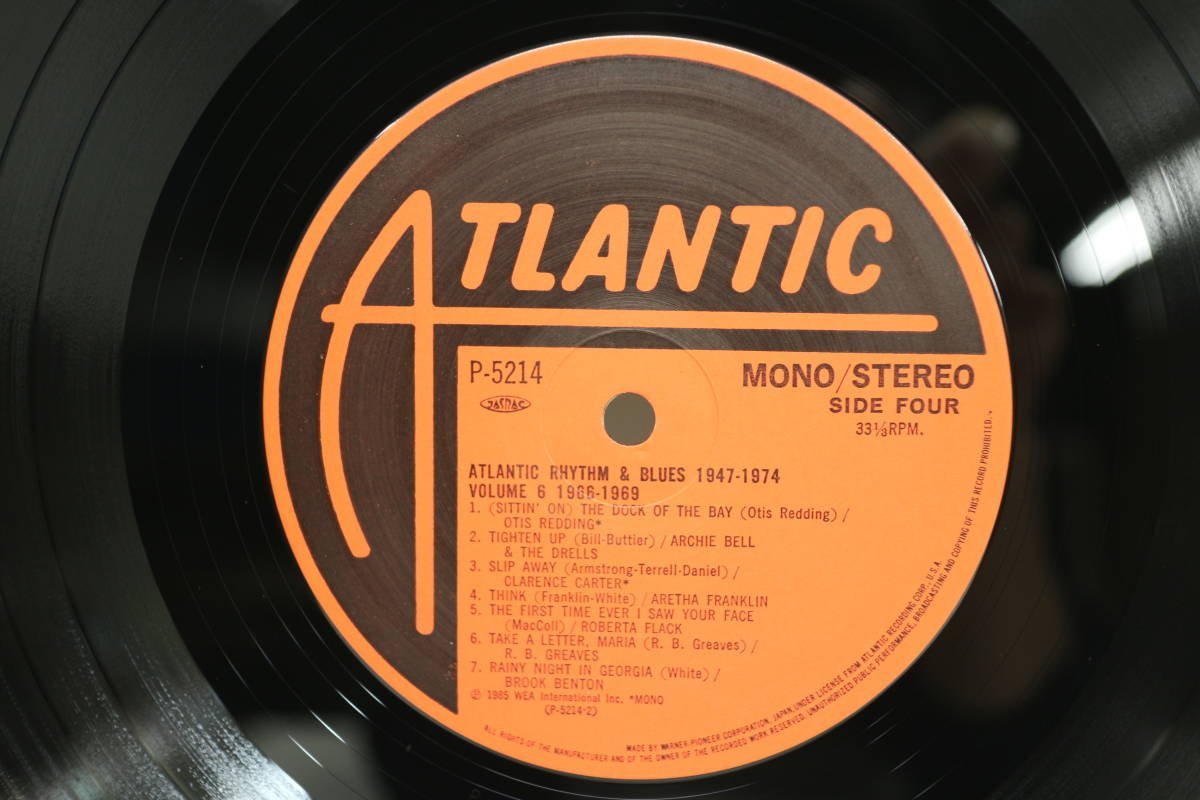 ATLANTIC
P-5214
JASRAC
MONO/STEREO
SIDE FOUR
33⅓RPM.
ATLANTIC RHYTHM & BLUES 1947-1974
VOLUME 6 1966-1969
1. (SITTIN' ON) THE DOCK OF THE BAY (Otis Redding) /
OTIS REDDING*
2. TIGHTEN UP (Bill-Buttier) / ARCHIE BELL
& THE DRELLS
3. SLIP AWAY (Armstrong-Terrell-Daniel) /
CLARENCE CARTER*
4. THINK (Franklin-White) / ARETHA FRANKLIN
5. THE FIRST TIME EVER I SAW YOUR FACE
(MacColl) / ROBERTA FLACK
6. TAKE A LETTER, MARIA (R. B. Greaves) /
R. B. GREAVES
7. RAINY NIGHT IN GEORGIA (White) /
BROOK BENTON
℗ 1985 WEA International Inc. *MONO
(P-5214-2)
ALL RIGHTS OF THE MANUFACTURER AND OF THE OWNER OF THE RECORDED WORK RESERVED. UNAUTHORIZED PUBLIC PERFORMANCE, BROADCASTING AND COPYING OF THIS RECORD PROHIBITED.
MADE BY WARNER-PIONEER CORPORATION, JAPAN, UNDER LICENSE FROM ATLANTIC RECORDING CORP., U.S.A.